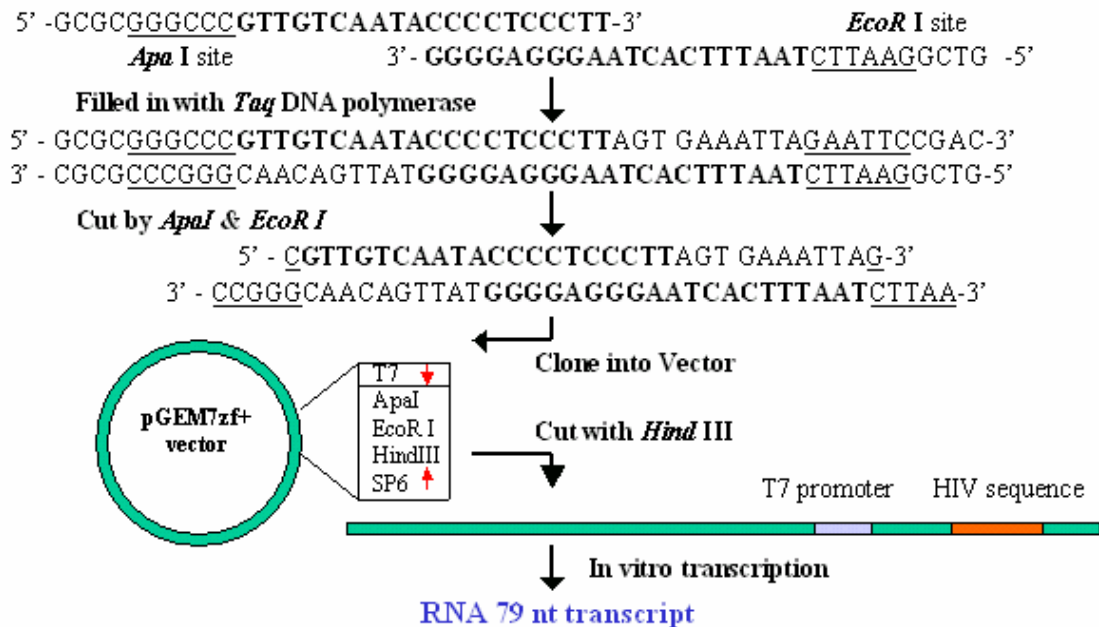 5’ -GCGCGGGCCCGTTGTCAATACCCCTCCCTT-3’ EcoR I site
Apa I site 3’- GGGGAGGGAATCACTTTAATCTTAAGGCTG -5’
Filled in with Taq DNA polymerase
5’ - GCGCGGGCCCGTTGTCAATACCCCTCCCTTAGT GAAATTAGAATTCCGAC-3’
3’ - CGCGCCCGGGCAACAGTTATGGGGAGGGAATCACTTTAATCTTAAGGCTG-5’
Cut by ApaI & EcoR I
5’ - CGTTGTCAATACCCCTCCCTTAGT GAAATTAG-3’
3’ - CCGGGCAACAGTTATGGGGAGGGAATCACTTTAATCTTAA-3’
Clone into Vector
pGEM7zf+
vector
T7
ApaI
EcoR I
HindIII
SP6
Cut with Hind III
T7 promoter HIV sequence
In vitro transcription
RNA 79 nt transcript